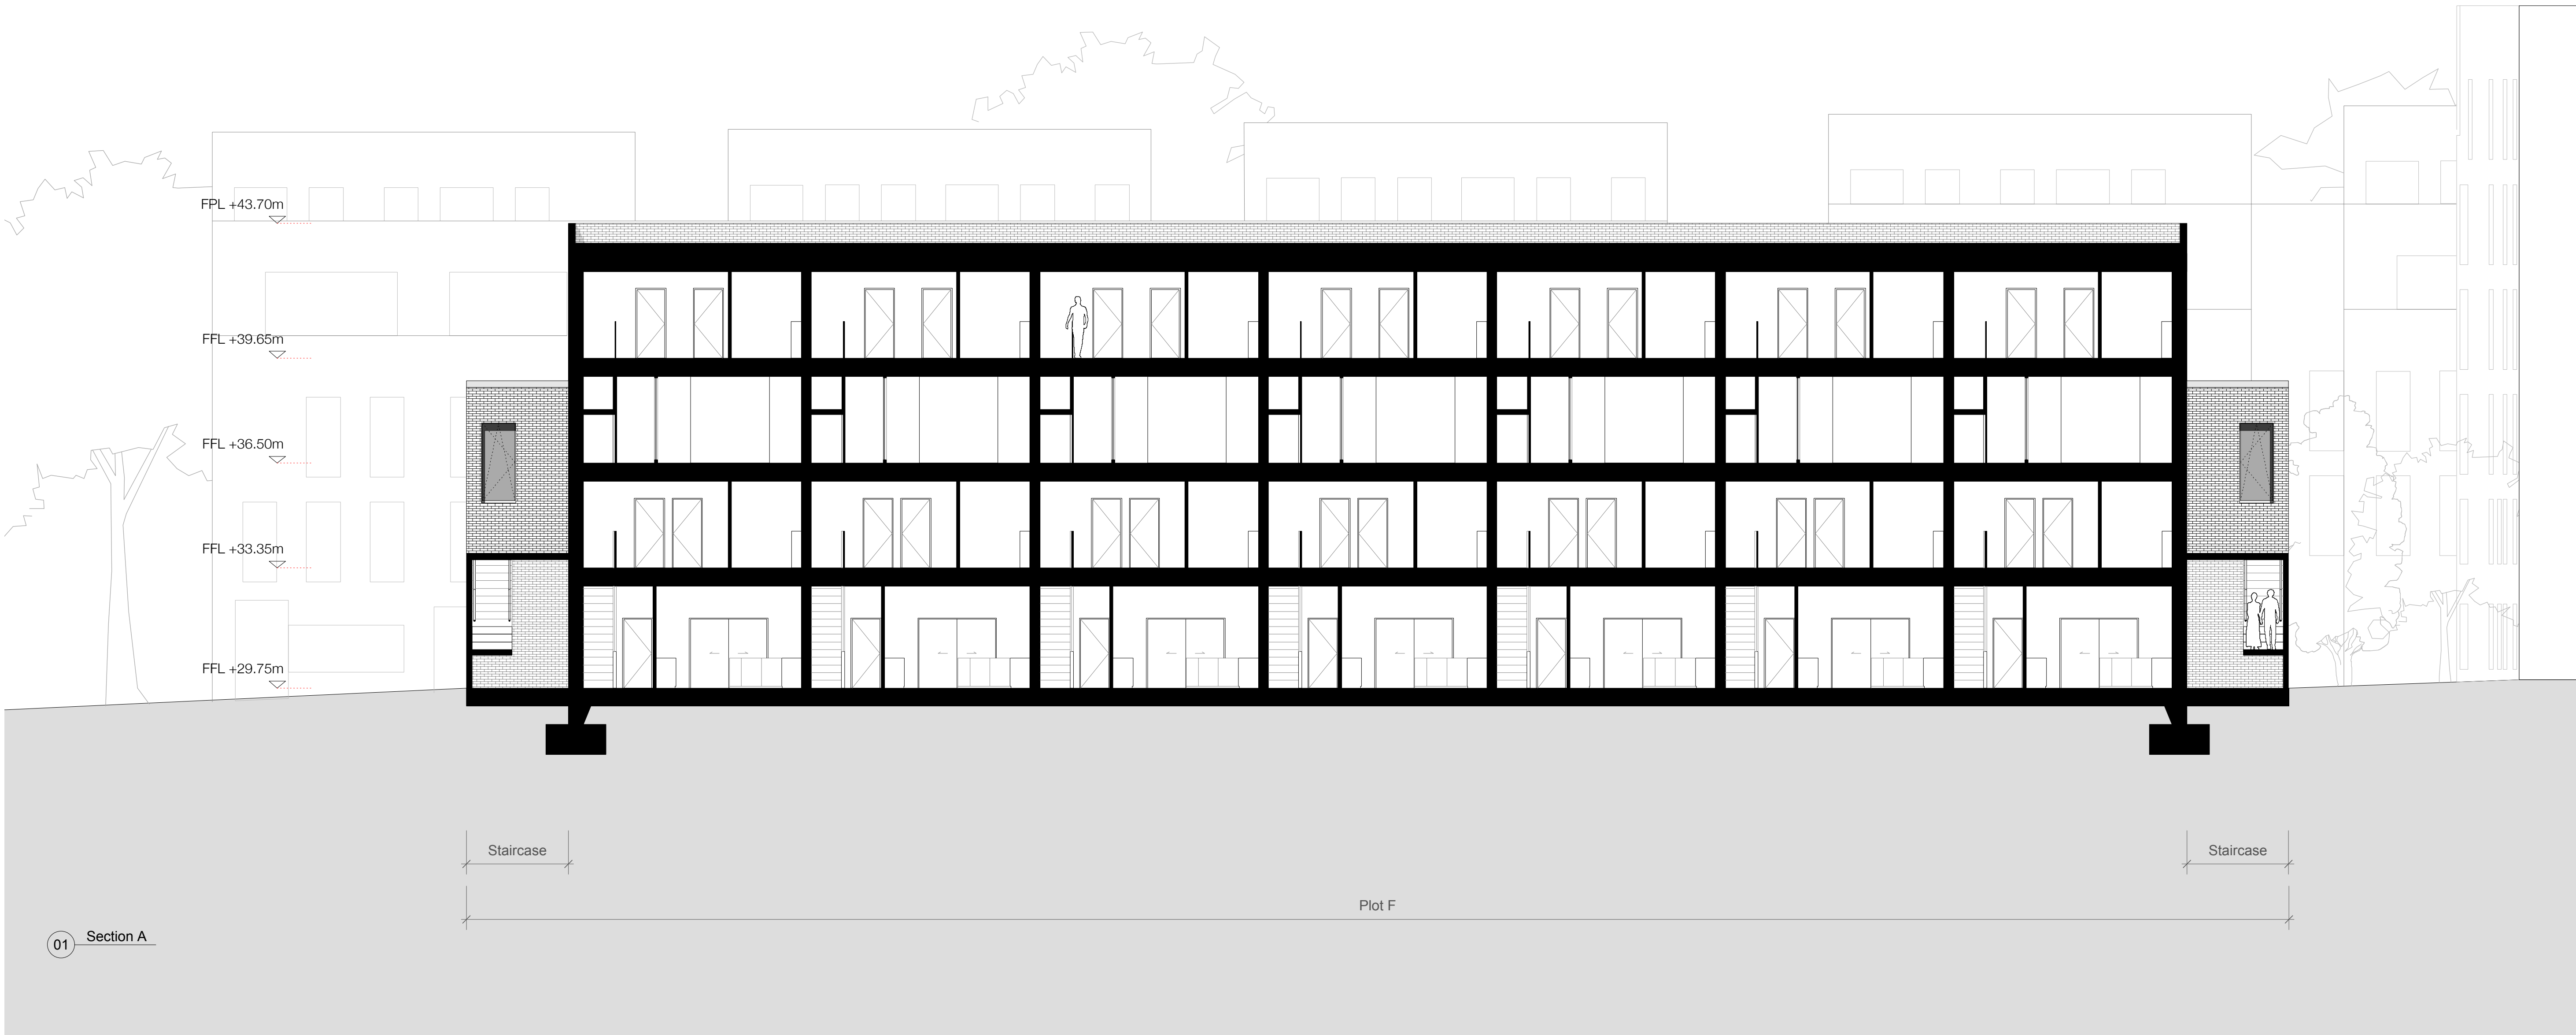 FPL +43.70m
FFL +39.65m
FFL +36.50m
FFL +33.35m
FFL +29.75m
Staircase
Staircase
Plot F
01 Section A